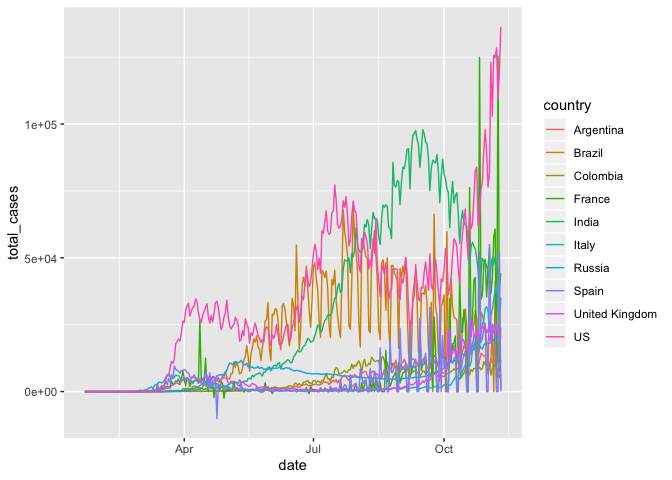 total_cases
1e+05
5e+04
0e+00
Apr
Jul
Oct
date
country
Argentina
Brazil
Colombia
France
India
Italy
Russia
Spain
United Kingdom
US